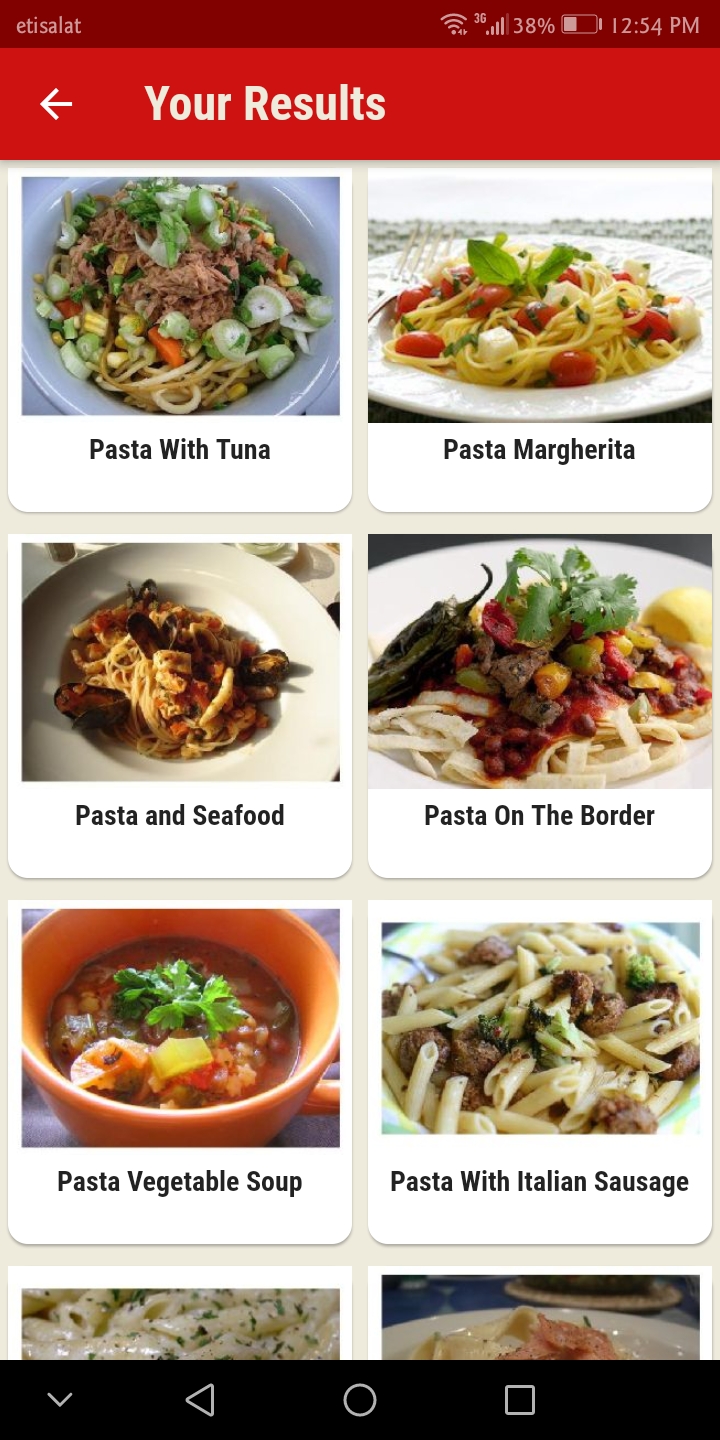 etisalat
3G
38%
12:54 PM
Your Results
Pasta With Tuna
Pasta Margherita
Pasta and Seafood
Pasta On The Border
Pasta Vegetable Soup
Pasta With Italian Sausage